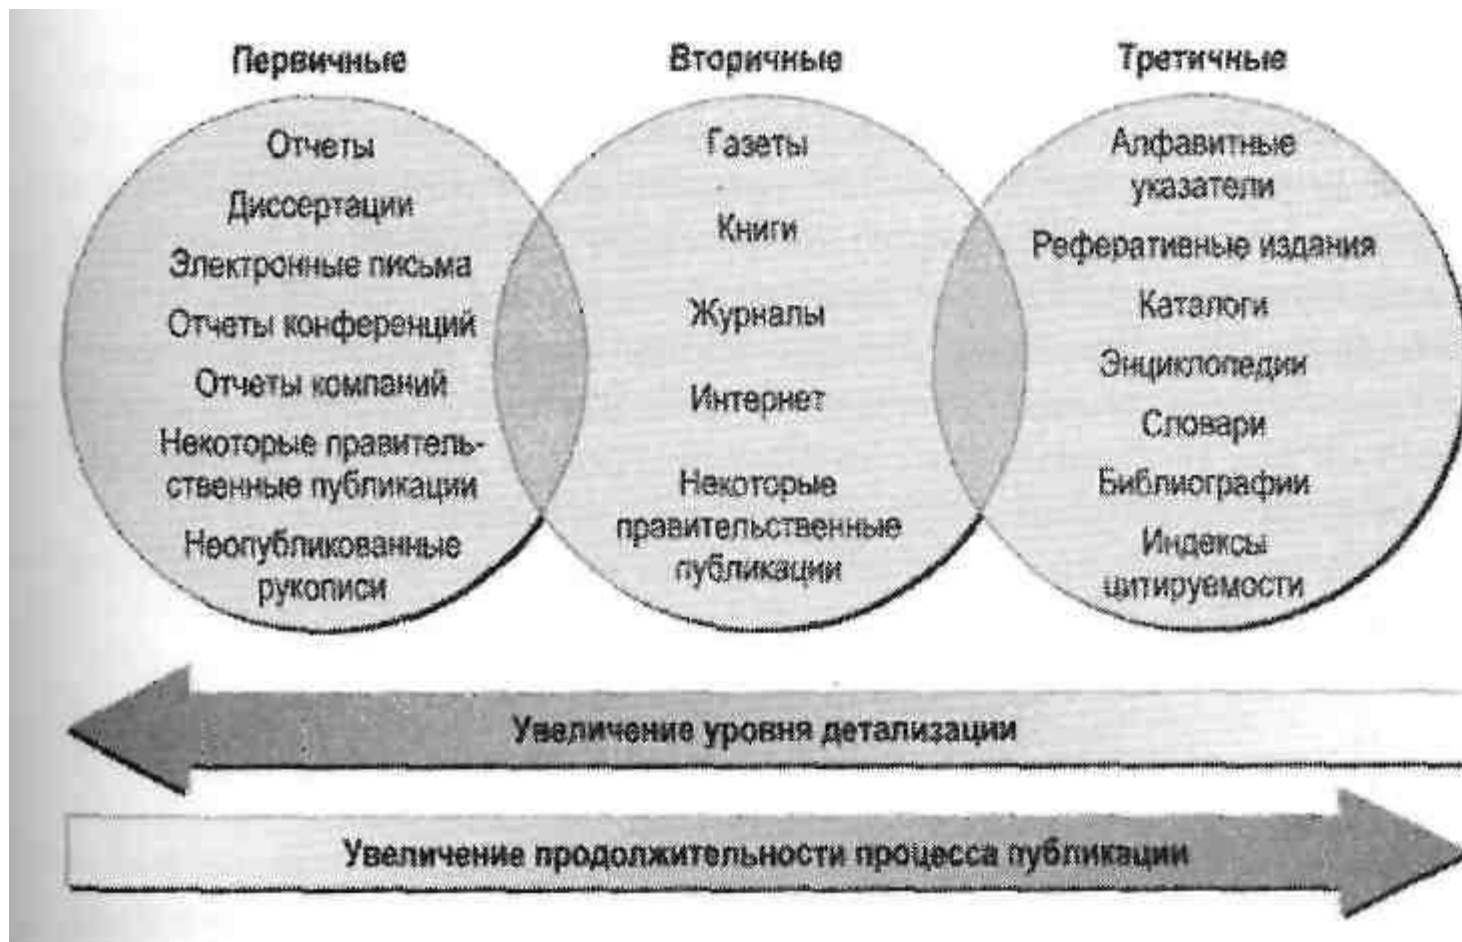 Первичные
Отчеты
Диссертации
Электронные письма
Отчеты конференций
Отчеты компаний
Некоторые правитель-
ственные публикации
Неопубликованные
рукописи
Вторичные
Газеты
Книги
Журналы
Интернет
Некоторые
правительственные
публикации
Третичные
Алфавитные
указатели
Реферативные издания
Каталоги
Энциклопедии
Словари
Библиографии
Индексы
цитируемости
Увеличение уровня детализации
Увеличение продолжительности процесса публикации